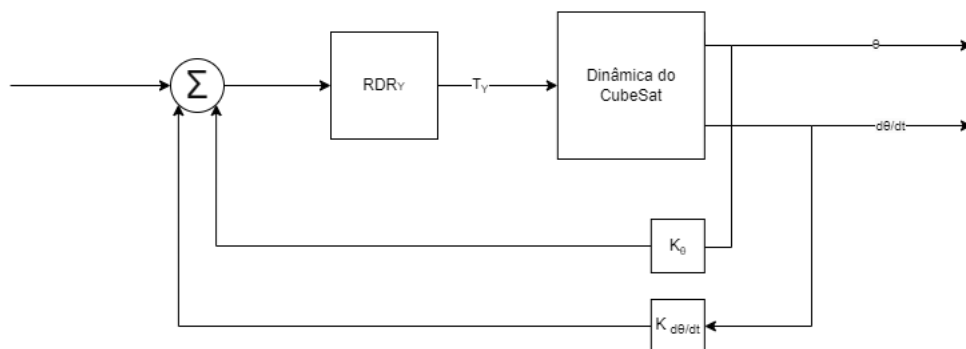 Σ
RDRY
TY
Dinâmica do
CubeSat
θ
dθ/dt
Kθ
K dθ/dt